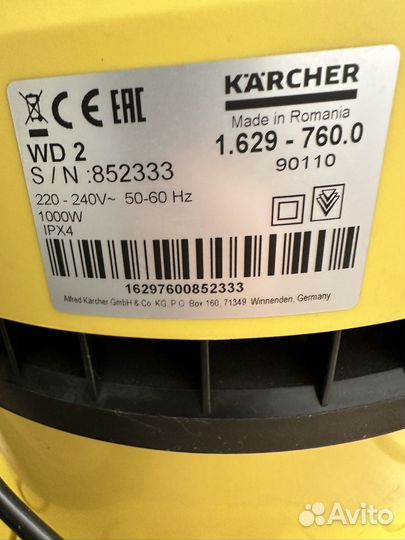 CE EAC
KÄRCHER
Made in Romania
WD 2
1.629 - 760.0
S / N :852333
90110
220 - 240V~ 50-60 Hz
1000W
IPX4
16297600852333
Alfred Kärcher GmbH & Co. KG, P.O. Box 160, 71349 Winnenden, Germany
Avito